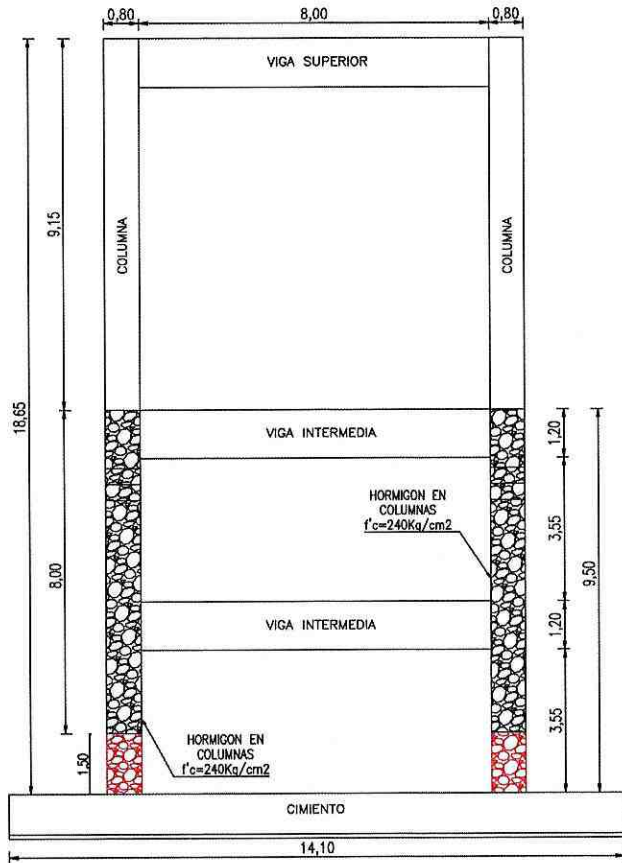 0,80
8,00
0,80
VIGA SUPERIOR
9,15
COLUMNA
COLUMNA
18,65
VIGA INTERMEDIA
1,20
HORMIGON EN
COLUMNAS
f'c=240Kg/cm2
3,55
8,00
9,50
VIGA INTERMEDIA
1,20
3,55
HORMIGON EN
COLUMNAS
f'c=240Kg/cm2
1,50
CIMIENTO
14,10